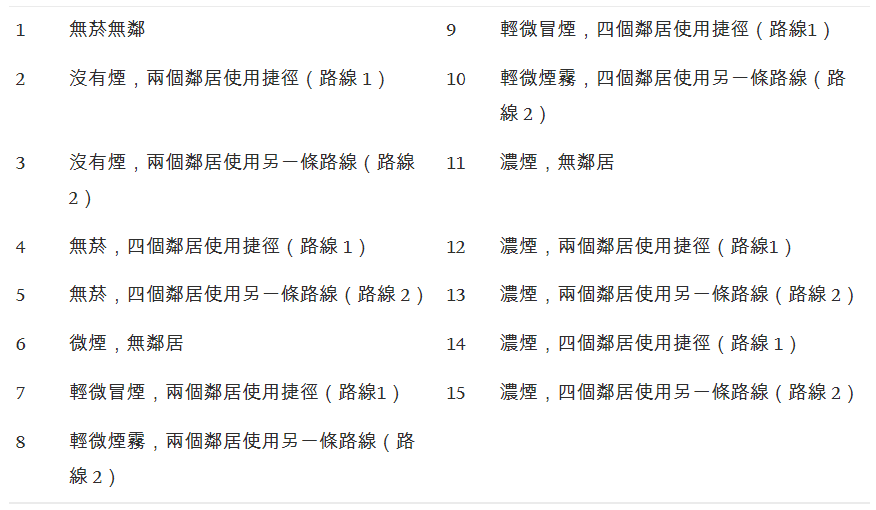 1 無菸無鄰
2 沒有煙，兩個鄰居使用捷徑（路線 1）
3 沒有煙，兩個鄰居使用另一條路線（路線
2）
4 無菸，四個鄰居使用捷徑（路線 1）
5 無菸，四個鄰居使用另一條路線（路線 2）
6 微煙，無鄰居
7 輕微冒煙，兩個鄰居使用捷徑（路線1）
8 輕微煙霧，兩個鄰居使用另一條路線（路
線 2）
9 輕微冒煙，四個鄰居使用捷徑（路線1）
10 輕微煙霧，四個鄰居使用另一條路線（路
線 2）
11 濃煙，無鄰居
12 濃煙，兩個鄰居使用捷徑（路線1）
13 濃煙，兩個鄰居使用另一條路線（路線 2）
14 濃煙，四個鄰居使用捷徑（路線 1）
15 濃煙，四個鄰居使用另一條路線（路線 2）